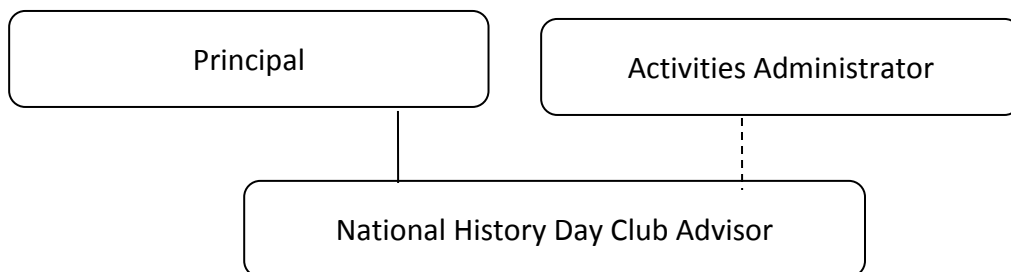 Principal
Activities Administrator
National History Day Club Advisor